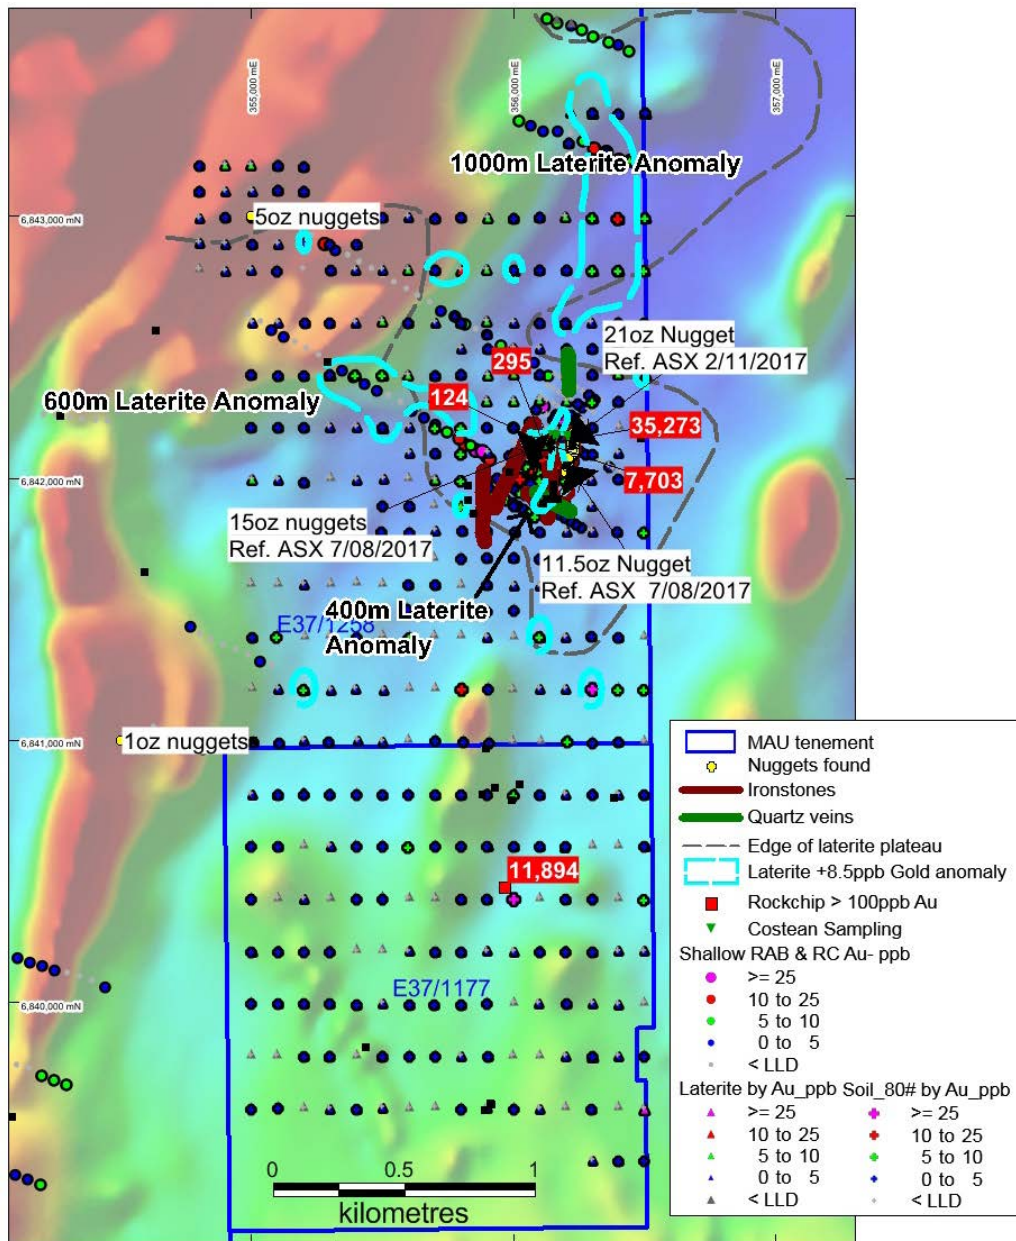 355,000 mE
356,000 mE
357,000 mE
1000m Laterite Anomaly
6,843,000 mN
5oz nuggets
21oz Nugget
Ref. ASX 2/11/2017
295
124
600m Laterite Anomaly
35,273
7,703
6,842,000 mN
15oz nuggets
Ref. ASX 7/08/2017
11.5oz Nugget
Ref. ASX 7/08/2017
400m Laterite
Anomaly
E37/1258
6,841,000 mN
1oz nuggets
11,894
E37/1177
6,840,000 mN
0 0.5 1
kilometres
MAU tenement
Nuggets found
Ironstones
Quartz veins
Edge of laterite plateau
Laterite +8.5ppb Gold anomaly
Rockchip > 100ppb Au
Costean Sampling
Shallow RAB & RC Au- ppb
>= 25
10 to 25
5 to 10
0 to 5
< LLD
Laterite by Au_ppb Soil_80# by Au_ppb
>= 25 >= 25
10 to 25 10 to 25
5 to 10 5 to 10
0 to 5 0 to 5
< LLD < LLD